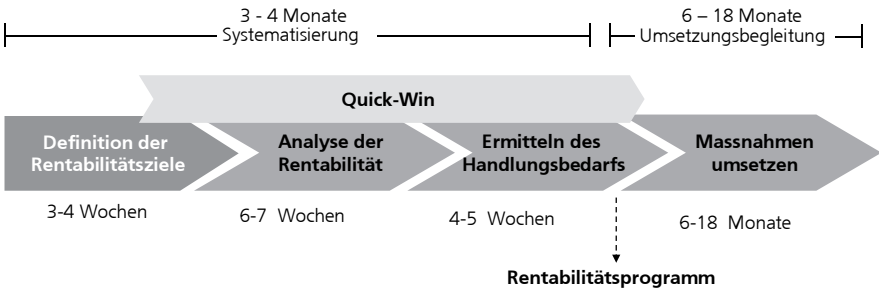 3 - 4 Monate
Systematisierung
6 – 18 Monate
Umsetzungsbegleitung
Quick-Win
Definition der
Rentabilitätsziele
Analyse der
Rentabilität
Ermitteln des
Handlungsbedarfs
Massnahmen
umsetzen
3-4 Wochen
6-7 Wochen
4-5 Wochen
6-18 Monate
Rentabilitätsprogramm